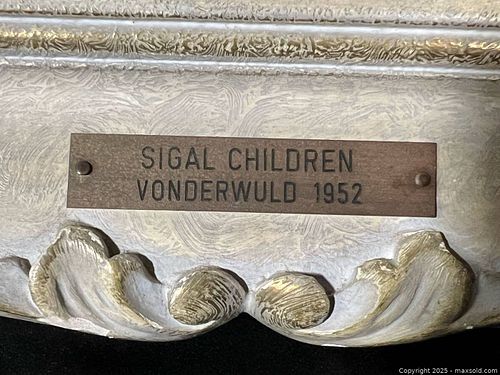 SIGAL CHILDREN
VONDERWULD 1952
Copyright 2025 - maxsold.com